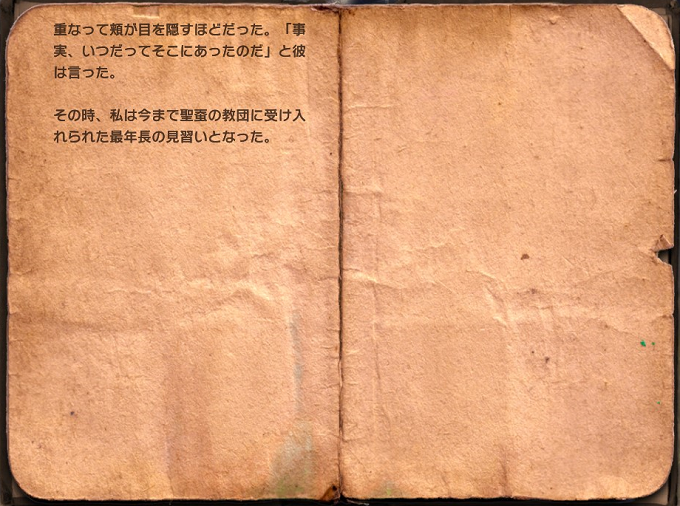 重なって頬が目を隠すほどだった。「事
実、いつだってそこにあったのだ」と彼
は言った。
その時、私は今まで聖蚕の教団に受け入
れられた最年長の見習いとなった。